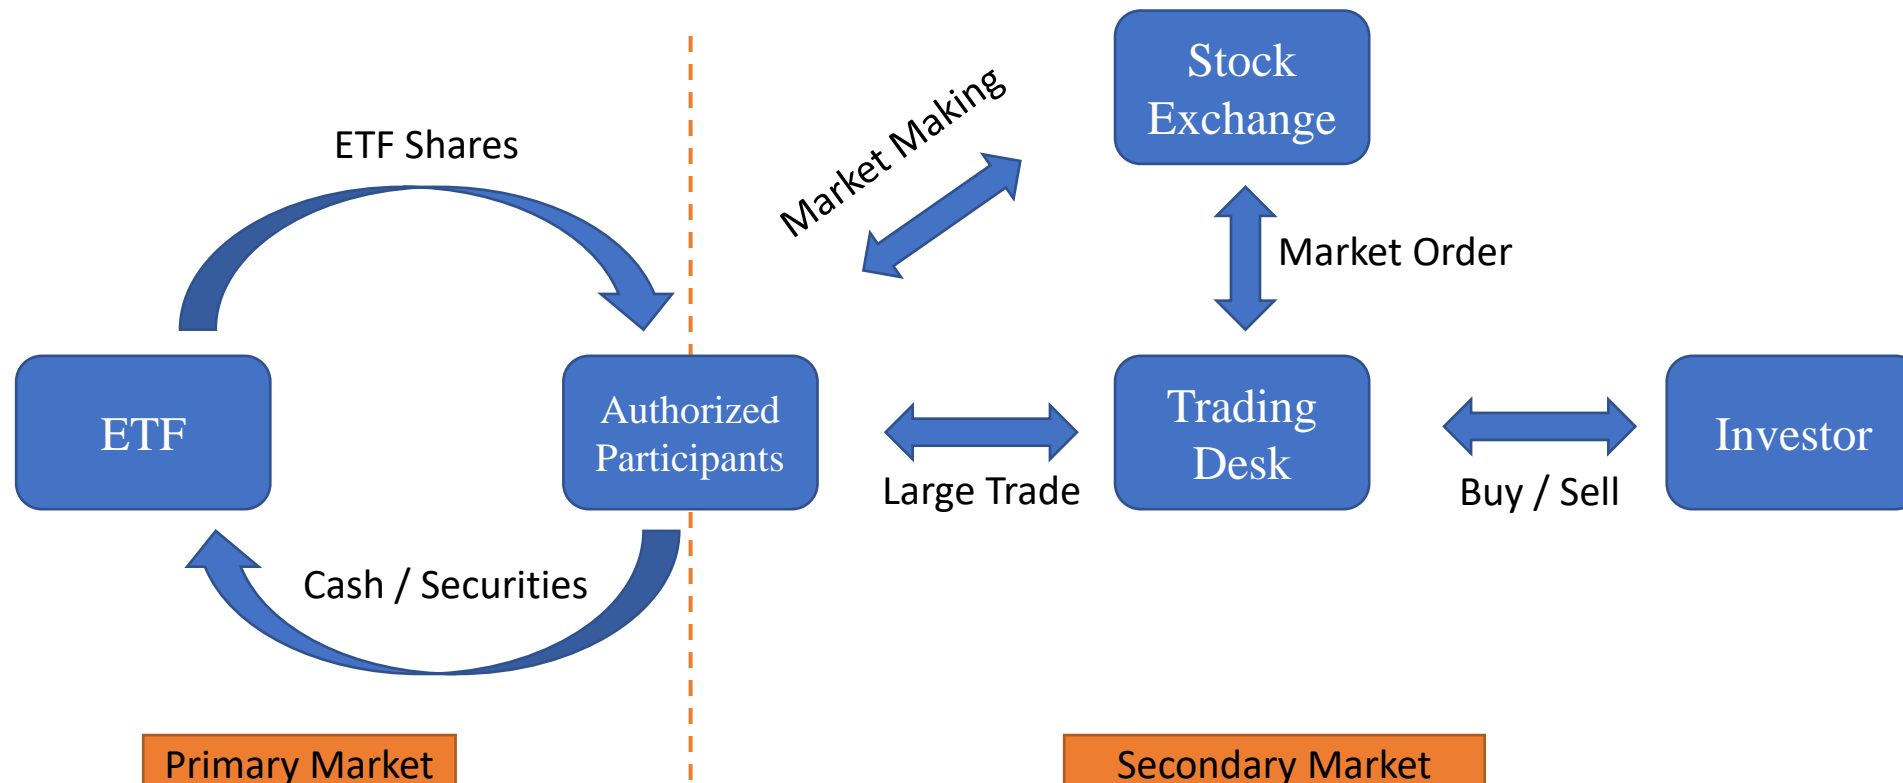 Stock
Exchange
Market Making
ETF Shares
Market Order
ETF
Authorized
Participants
Large Trade
Trading
Desk
Buy / Sell
Investor
Cash / Securities
Primary Market
Secondary Market